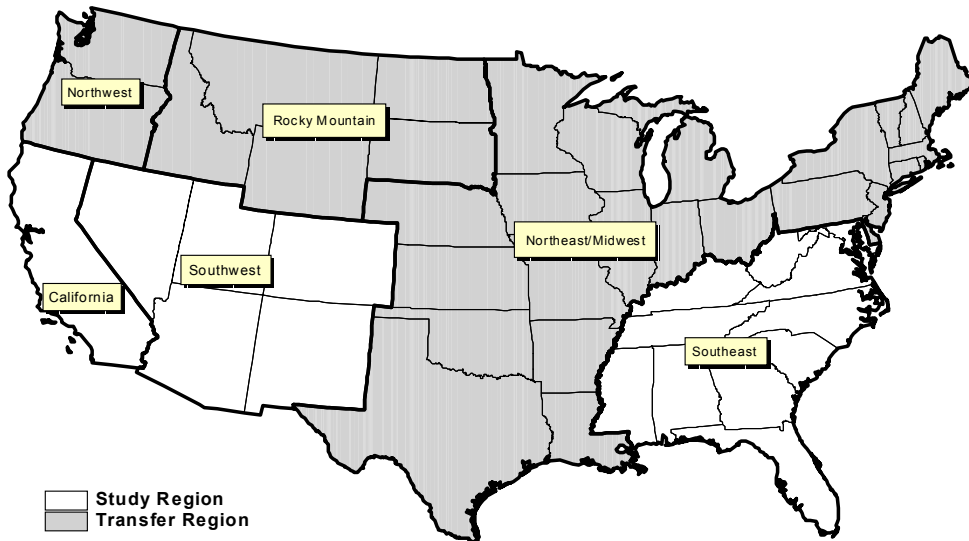 Northwest
Rocky Mountain
Northeast/Midwest
Southwest
California
Southeast
Study Region
Transfer Region